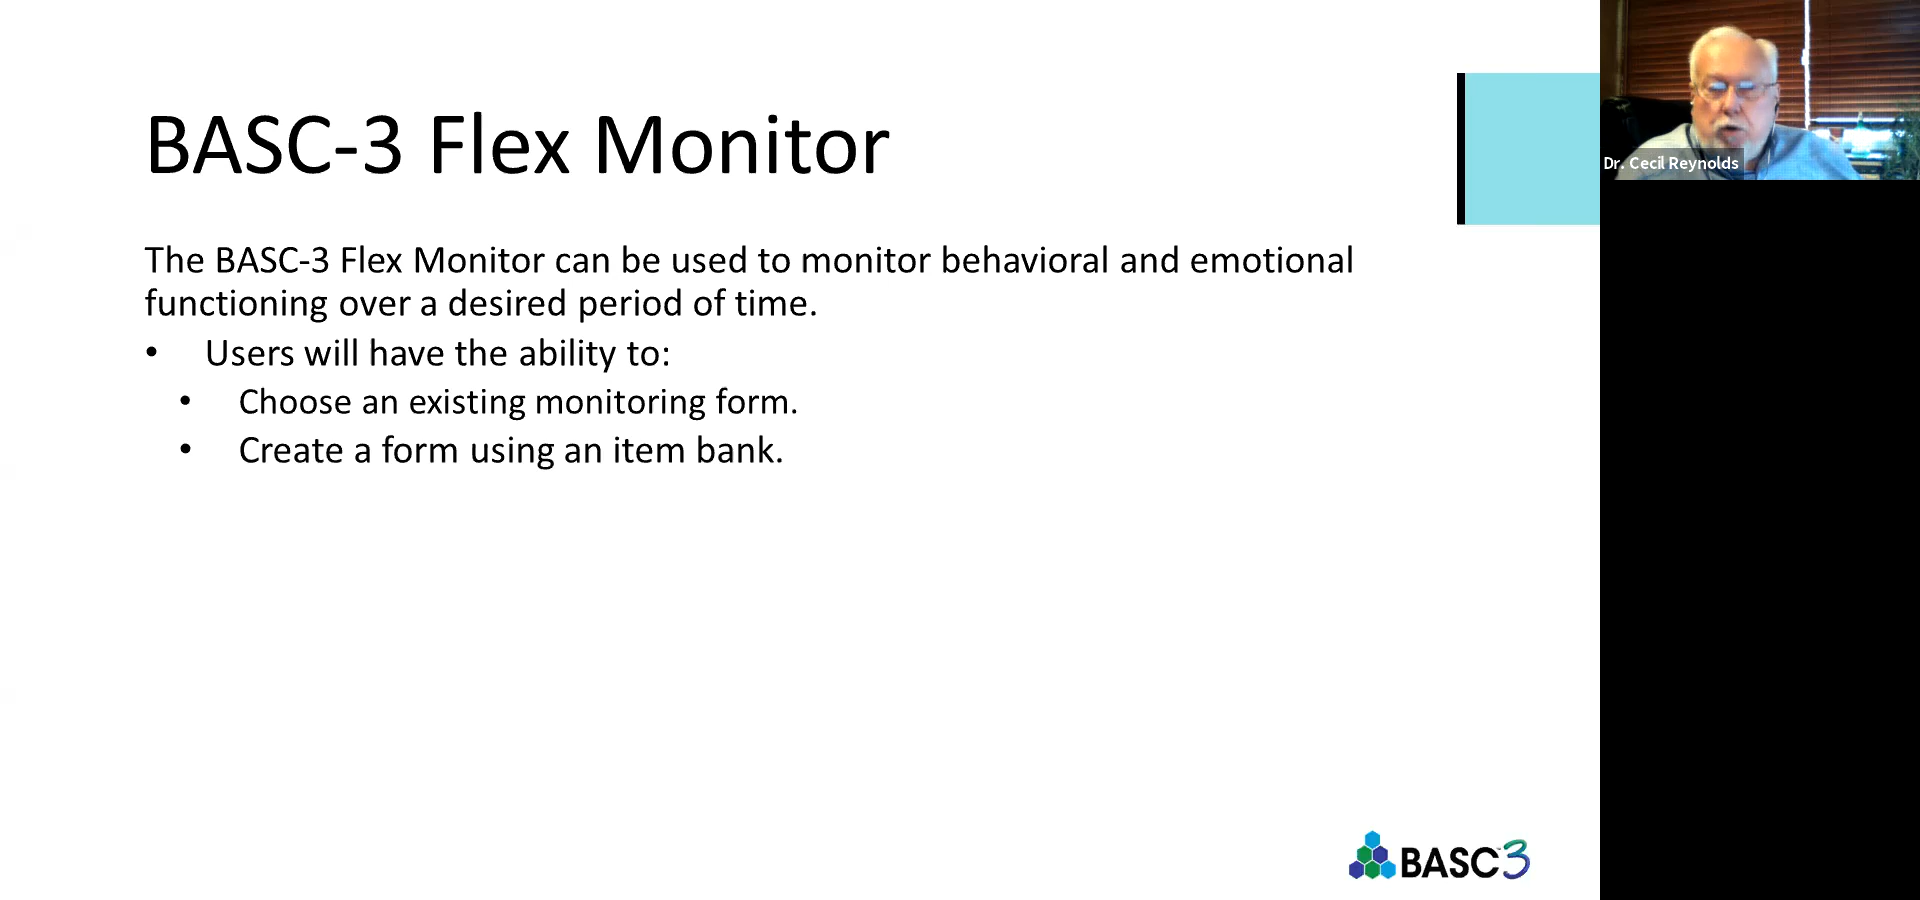 BASC-3 Flex Monitor
The BASC-3 Flex Monitor can be used to monitor behavioral and emotional
functioning over a desired period of time.
• Users will have the ability to:
• Choose an existing monitoring form.
• Create a form using an item bank.
Dr. Cecil Reynolds
BASC™3